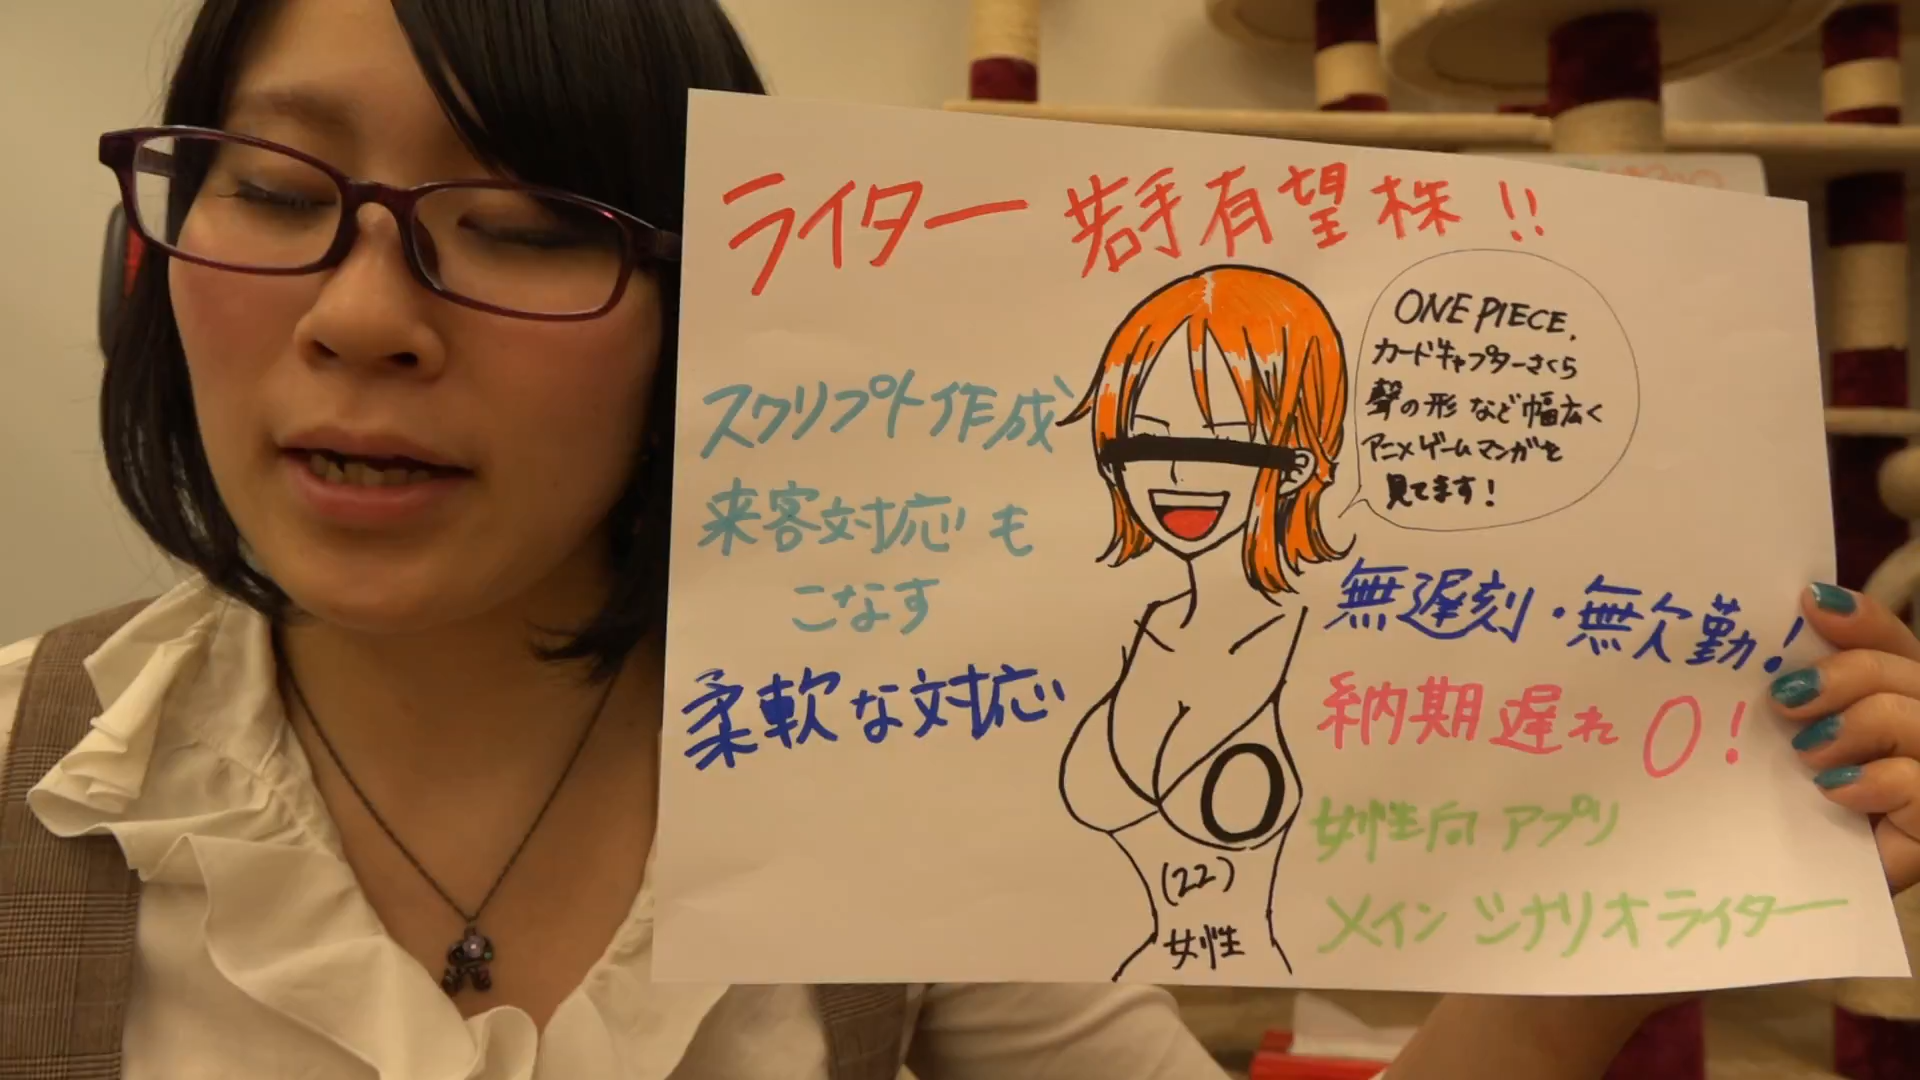 ライター 若手有望株!!
ONE PIECE,
カードキャプターさくら
聲の形 など幅広く
アニメゲームマンガを
見てます!
スクリプト作成
来客対応も
こなす
柔軟な対応
無遅刻・無欠勤!
納期遅れ0!
女性向アプリ
メインシナリオライター
(22)
女性